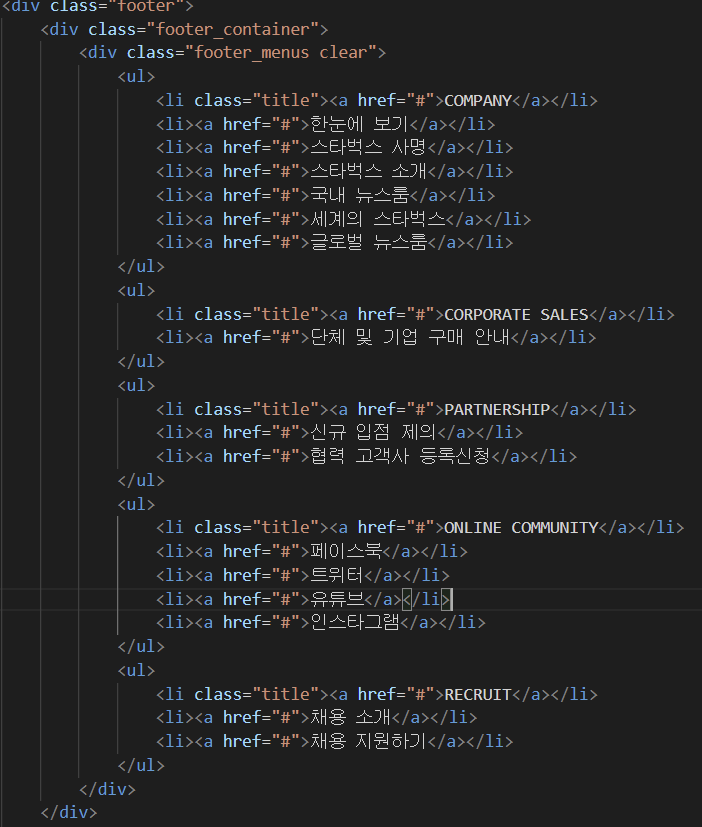 <div class="footer">
<div class="footer_container">
<div class="footer_menus clear">
<ul>
<li class="title"><a href="#">COMPANY</a></li>
<li><a href="#">한눈에 보기</a></li>
<li><a href="#">스타벅스 사명</a></li>
<li><a href="#">스타벅스 소개</a></li>
<li><a href="#">국내 뉴스룸</a></li>
<li><a href="#">세계의 스타벅스</a></li>
<li><a href="#">글로벌 뉴스룸</a></li>
</ul>
<ul>
<li class="title"><a href="#">CORPORATE SALES</a></li>
<li><a href="#">단체 및 기업 구매 안내</a></li>
</ul>
<ul>
<li class="title"><a href="#">PARTNERSHIP</a></li>
<li><a href="#">신규 입점 제의</a></li>
<li><a href="#">협력 고객사 등록신청</a></li>
</ul>
<ul>
<li class="title"><a href="#">ONLINE COMMUNITY</a></li>
<li><a href="#">페이스북</a></li>
<li><a href="#">트위터</a></li>
<li><a href="#">유튜브</a></li>
<li><a href="#">인스타그램</a></li>
</ul>
<ul>
<li class="title"><a href="#">RECRUIT</a></li>
<li><a href="#">채용 소개</a></li>
<li><a href="#">채용 지원하기</a></li>
</ul>
</div>
</div>